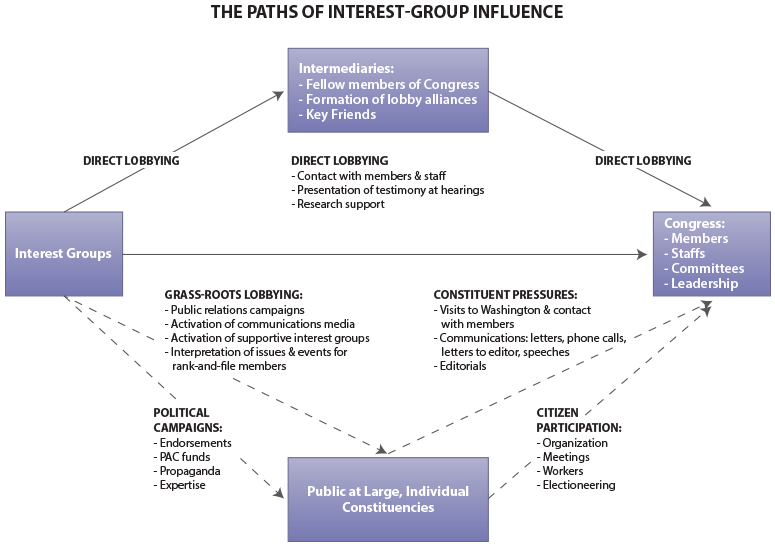 THE PATHS OF INTEREST-GROUP INFLUENCE
Intermediaries:
- Fellow members of Congress
- Formation of lobby alliances
- Key Friends
DIRECT LOBBYING
DIRECT LOBBYING
- Contact with members & staff
- Presentation of testimony at hearings
- Research support
DIRECT LOBBYING
Interest Groups
Congress:
- Members
- Staffs
- Committees
- Leadership
GRASS-ROOTS LOBBYING:
- Public relations campaigns
- Activation of communications media
- Activation of supportive interest groups
- Interpretation of issues & events for
rank-and-file members
CONSTITUENT PRESSURES:
- Visits to Washington & contact
with members
- Communications: letters, phone calls,
letters to editor, speeches
- Editorials
POLITICAL
CAMPAIGNS:
- Endorsements
- PAC funds
- Propaganda
- Expertise
Public at Large, Individual
Constituencies
CITIZEN
PARTICIPATION:
- Organization
- Meetings
- Workers
- Electioneering